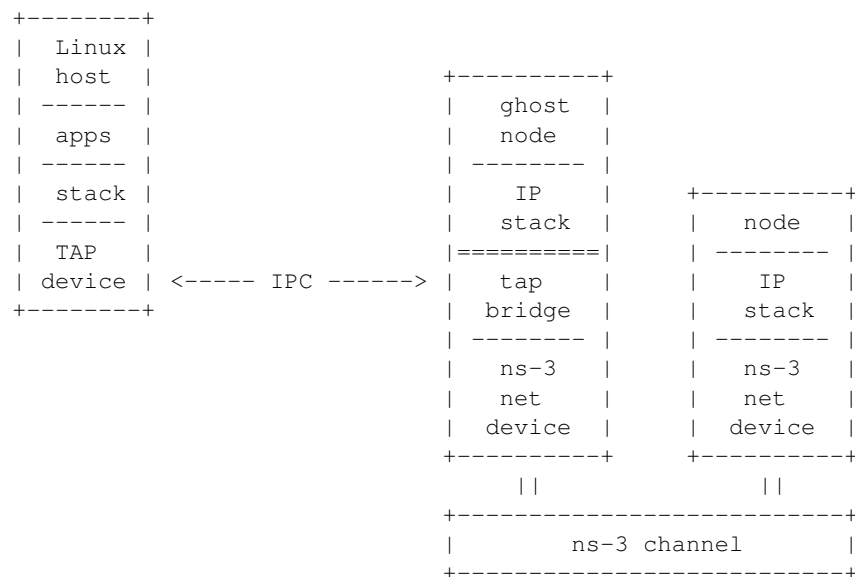 +--------+
|  Linux |
|  host  |                    +----------+
| ------ |                    |   ghost  |
|  apps  |                    |   node   |
| ------ |                    | -------- |
|  stack |                    |    IP    |     +----------+
| ------ |                    |   stack  |     |   node   |
|  TAP   |                    |==========|     | -------- |
| device | <----- IPC ------> |   tap    |     |    IP    |
+--------+                    |  bridge  |     |   stack  |
                              | -------- |     | -------- |
                              |   ns-3   |     |   ns-3   |
                              |   net    |     |   net    |
                              |  device  |     |  device  |
                              +----------+     +----------+
                                   ||               ||
                              +---------------------------+
                              |        ns-3 channel       |
                              +---------------------------+